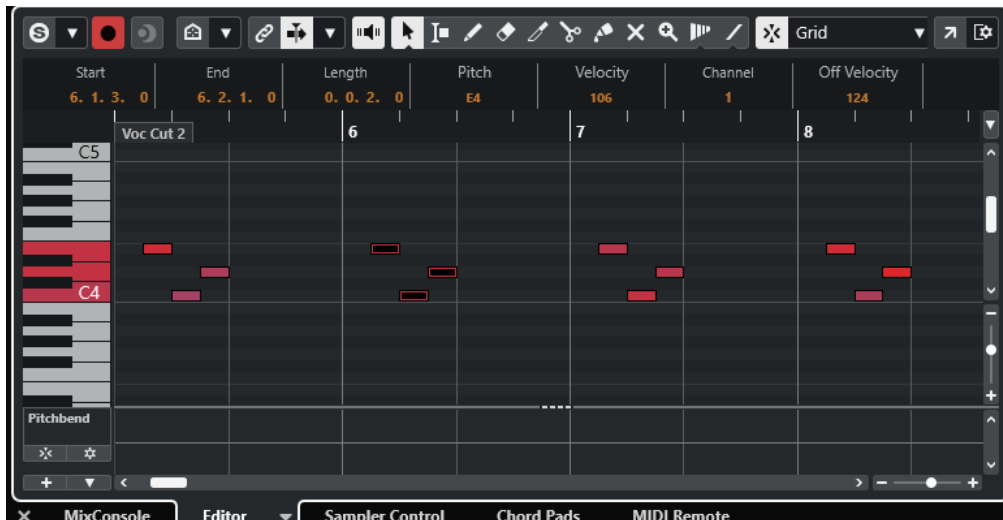 S
Grid
Start End Length Pitch Velocity Channel Off Velocity
6. 1. 3. 0 6. 2. 1. 0 0. 0. 2. 0 E4 106 1 124
Voc Cut 2 6 7 8
C5
C4
Pitchbend
MixConsole Editor Sampler Control Chord Pads MIDI Remote